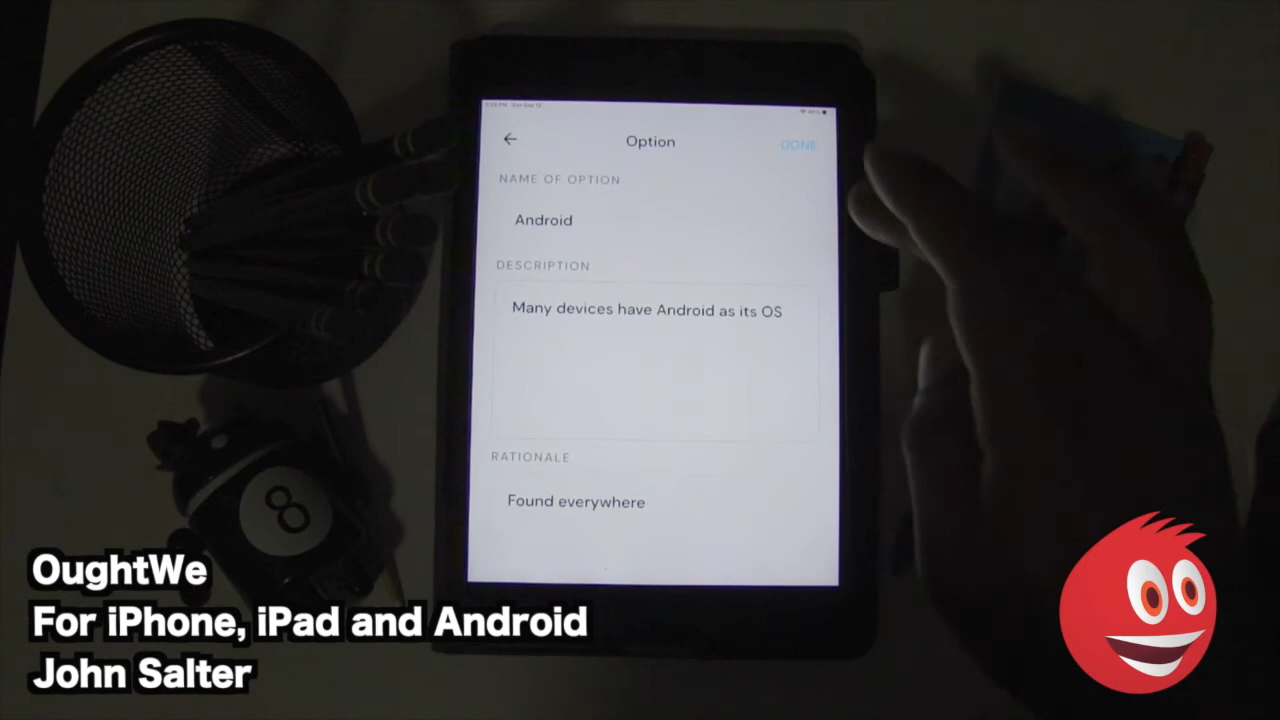 Option
DONE
NAME OF OPTION
Android
DESCRIPTION
Many devices have Android as its OS
RATIONALE
Found everywhere
8
OughtWe
For iPhone, iPad and Android
John Salter